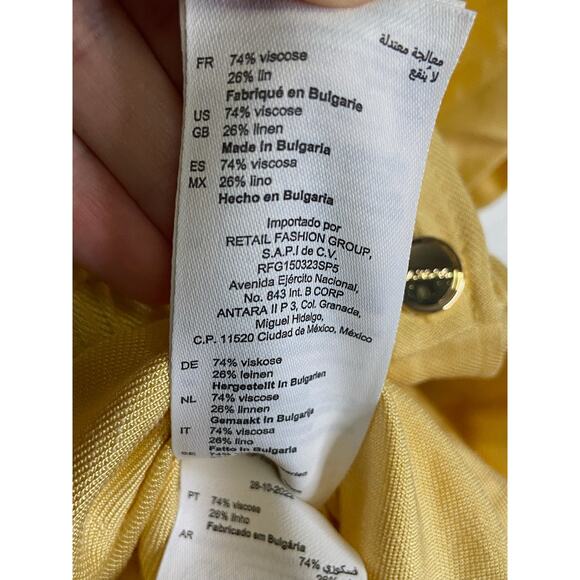 معالجة معتدلة
لا يُنقع
FR 74% viscose
26% lin
Fabriqué en Bulgarie
US 74% viscose
GB 26% linen
Made in Bulgaria
ES 74% viscosa
MX 26% lino
Hecho en Bulgaria
Importado por
RETAIL FASHION GROUP,
S.A.P.I de C.V.
RFG150323SP5
Avenida Ejército Nacional,
No. 843 Int. B CORP
ANTARA II P 3, Col. Granada,
Miguel Hidalgo,
C.P. 11520 Ciudad de México, México
DE 74% viskose
26% leinen
Hergestellt in Bulgarien
NL 74% viscose
26% linnen
Gemaakt in Bulgarije
IT 74% viscosa
26% lino
Fatto in Bulgaria
PT 74% viscose
26% linho
Fabricado em Bulgária
AR
74% فسكوزي